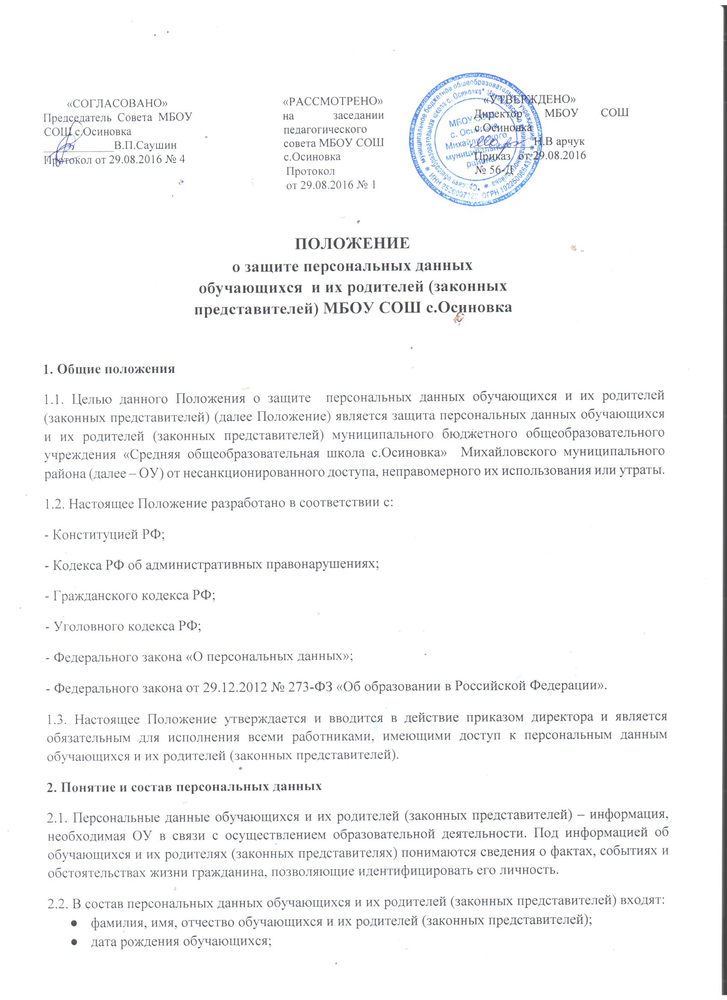 «СОГЛАСОВАНО»
Председатель Совета МБОУ
СОШ с.Осиновка
____________В.П.Саушин
Протокол от 29.08.2016 № 4
«РАССМОТРЕНО»
на заседании
педагогического
совета МБОУ СОШ
с.Осиновка
Протокол
от 29.08.2016 № 1
«УТВЕРЖДЕНО»
Директор МБОУ СОШ
с.Осиновка
__________Н.В арчук
Приказ от 29.08.2016
№ 56-Д
МБОУ СОШ
с. Осиновка
Михайловского
муниципального
района
Муниципальное бюджетное общеобразовательное учреждение
"Средняя общеобразовательная школа с. Осиновка" Михайловского муниципального района
ПОЛОЖЕНИЕ
о защите персональных данных
обучающихся и их родителей (законных
представителей) МБОУ СОШ с.Осиновка
1. Общие положения
1.1. Целью данного Положения о защите персональных данных обучающихся и их родителей
(законных представителей) (далее Положение) является защита персональных данных обучающихся
и их родителей (законных представителей) муниципального бюджетного общеобразовательного
учреждения «Средняя общеобразовательная школа с.Осиновка» Михайловского муниципального
района (далее – ОУ) от несанкционированного доступа, неправомерного их использования или утраты.
1.2. Настоящее Положение разработано в соответствии с:
- Конституцией РФ;
- Кодекса РФ об административных правонарушениях;
- Гражданского кодекса РФ;
- Уголовного кодекса РФ;
- Федерального закона «О персональных данных»;
- Федерального закона от 29.12.2012 № 273-ФЗ «Об образовании в Российской Федерации».
1.3. Настоящее Положение утверждается и вводится в действие приказом директора и является
обязательным для исполнения всеми работниками, имеющими доступ к персональным данным
обучающихся и их родителей (законных представителей).
2. Понятие и состав персональных данных
2.1. Персональные данные обучающихся и их родителей (законных представителей) – информация,
необходимая ОУ в связи с осуществлением образовательной деятельности. Под информацией об
обучающихся и их родителях (законных представителях) понимаются сведения о фактах, событиях и
обстоятельствах жизни гражданина, позволяющие идентифицировать его личность.
2.2. В состав персональных данных обучающихся и их родителей (законных представителей) входят:
● фамилия, имя, отчество обучающихся и их родителей (законных представителей);
● дата рождения обучающихся;